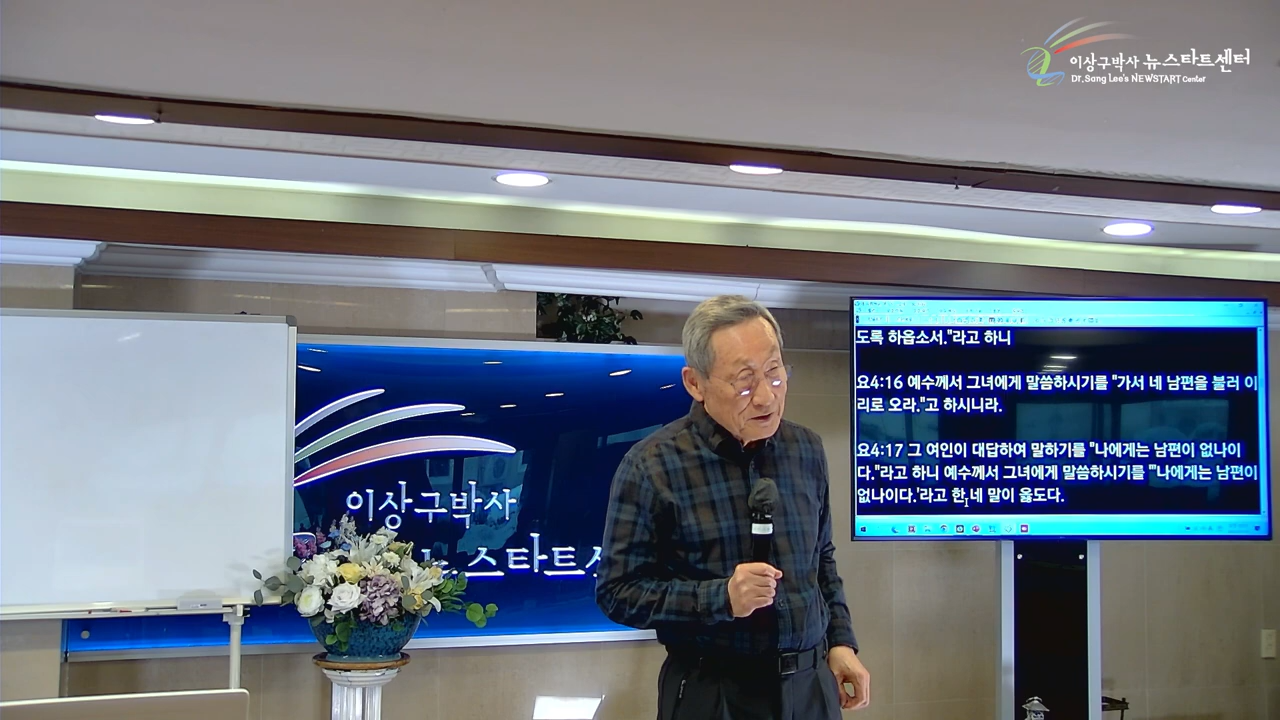 이상구박사 뉴스타트센터
Dr. Sang Lee's NEWSTART Center
도록 하옵소서."라고 하니
요4:16 예수께서 그녀에게 말씀하시기를 "가서 네 남편을 불러 이
리로 오라."고 하시니라.
요4:17 그 여인이 대답하여 말하기를 "나에게는 남편이 없나이
다."라고 하니 예수께서 그녀에게 말씀하시기를 "'나에게는 남편이
없나이다.'라고 한 네 말이 옳도다.
이상구박사
뉴스타트